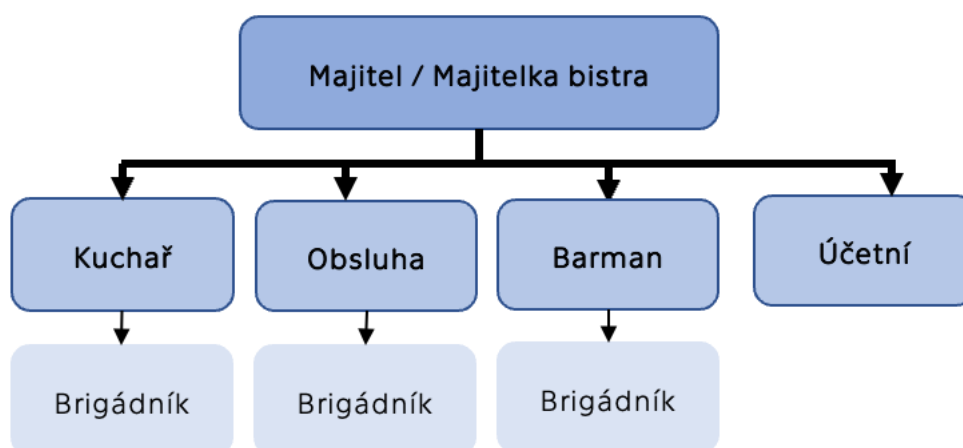 Majitel / Majitelka bistra
Kuchař
Obsluha
Barman
Účetní
Brigádník
Brigádník
Brigádník